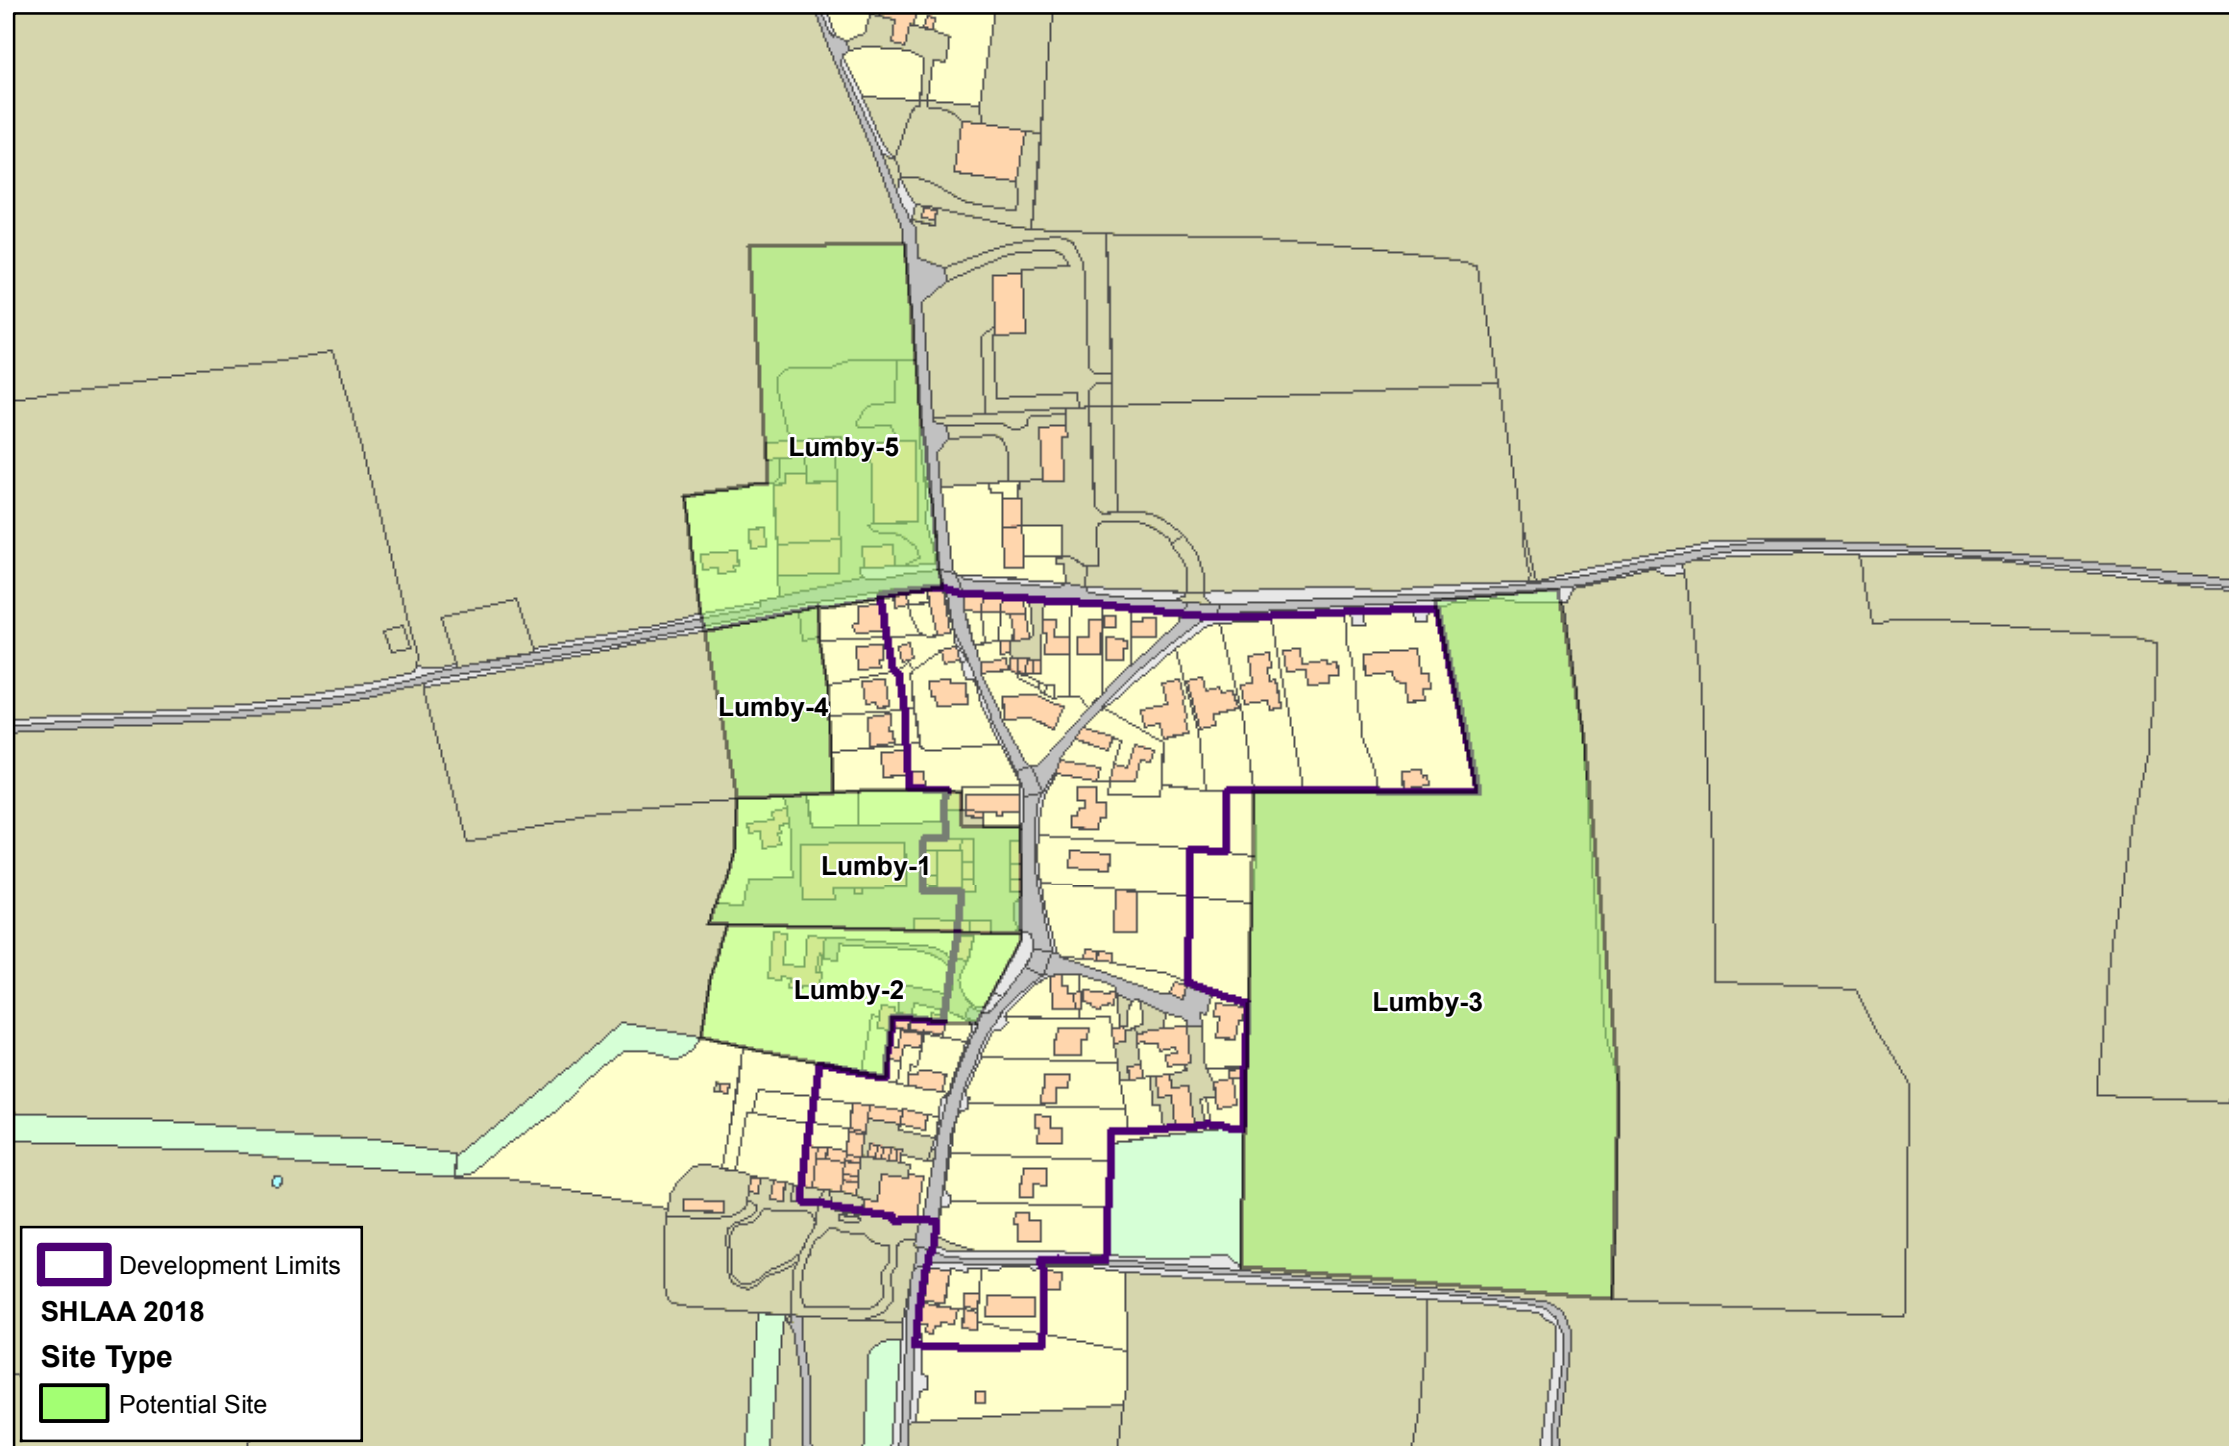 Lumby-5
Lumby-4
Lumby-1
Lumby-2
Lumby-3
Development Limits
SHLAA 2018
Site Type
Potential Site